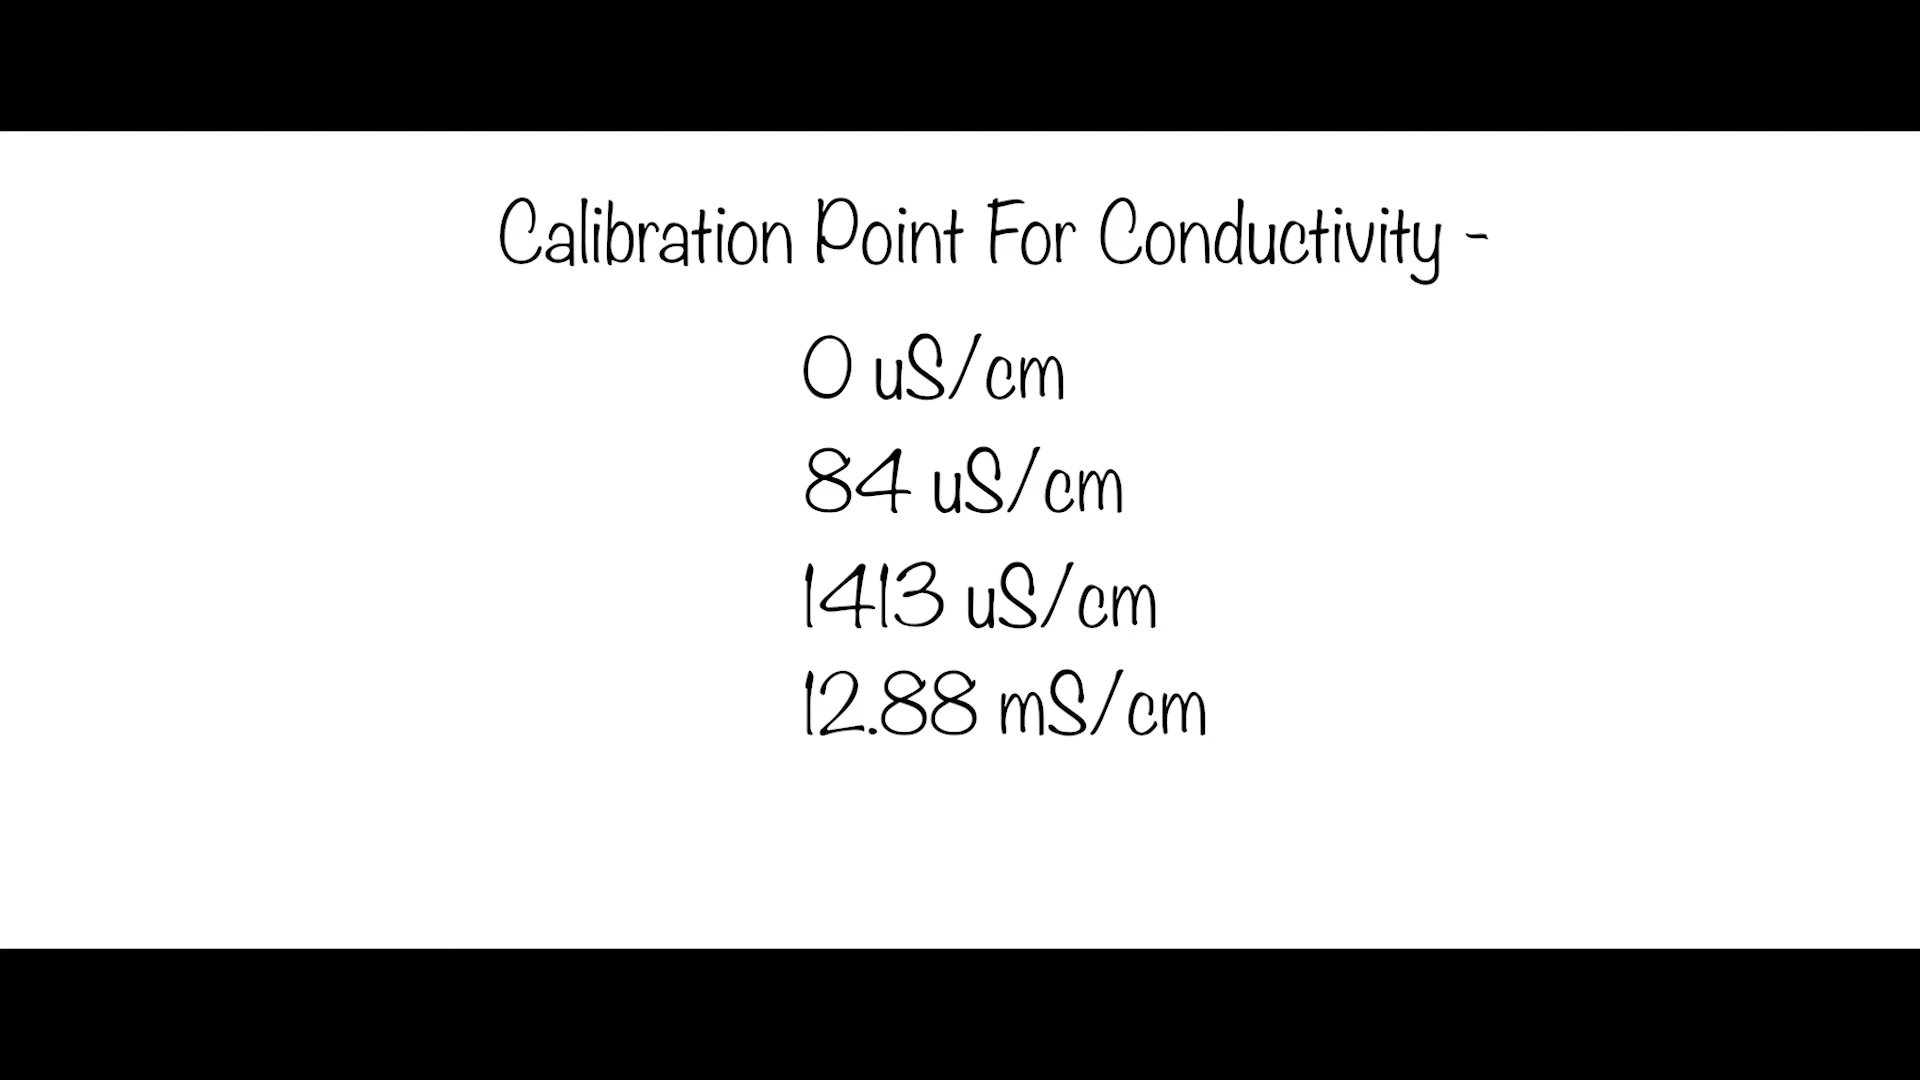 Calibration Point For Conductivity -
0 uS/cm
84 uS/cm
1413 uS/cm
12.88 mS/cm